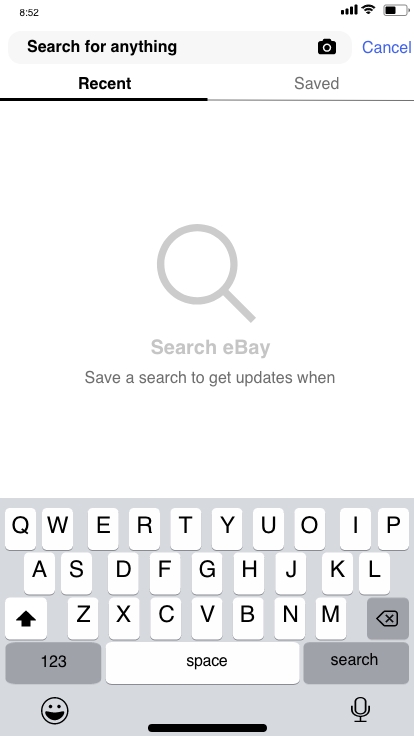 8:52
Search for anything
Cancel
Recent
Saved
Search eBay
Save a search to get updates when
Q W E R T Y U I O P
A S D F G H J K L
Z X C V B N M
123
space
search